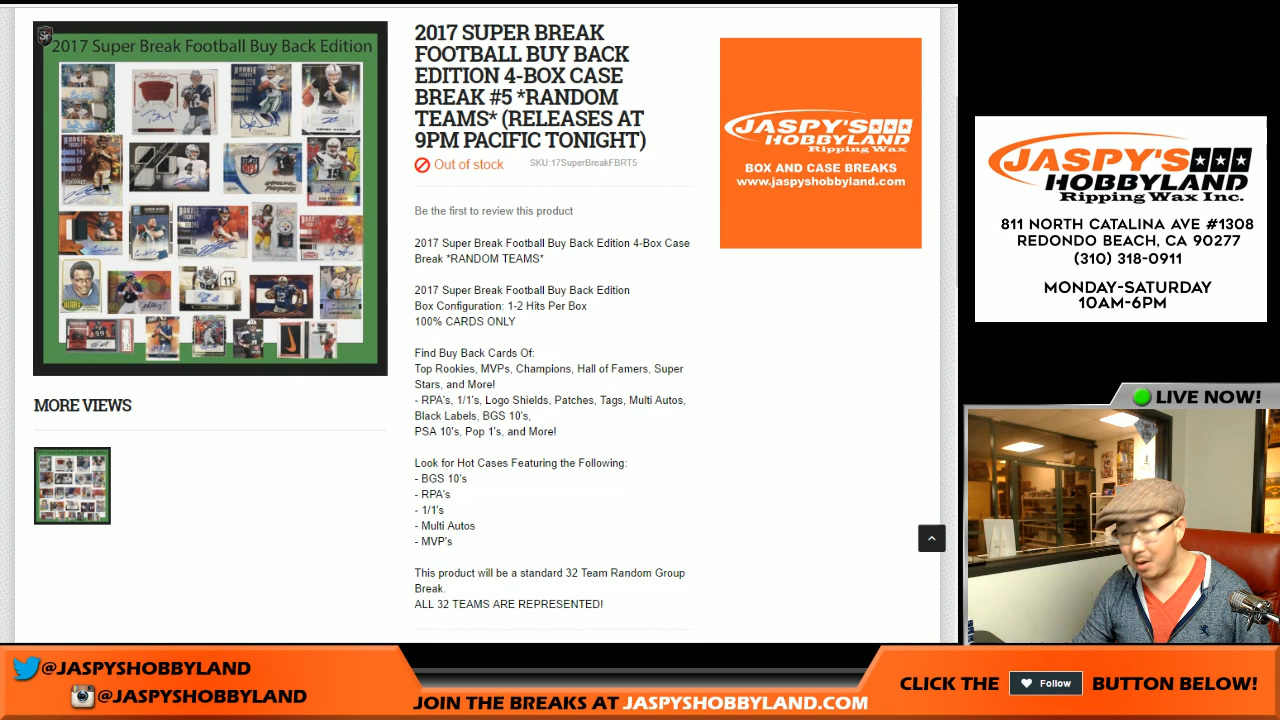 2017 Super Break Football Buy Back Edition
MORE VIEWS
2017 SUPER BREAK
FOOTBALL BUY BACK
EDITION 4-BOX CASE
BREAK #5 *RANDOM
TEAMS* (RELEASES AT
9PM PACIFIC TONIGHT)
Out of stock
SKU:17SuperBreakFBRT5
Be the first to review this product
2017 Super Break Football Buy Back Edition 4-Box Case
Break *RANDOM TEAMS*
2017 Super Break Football Buy Back Edition
Box Configuration: 1-2 Hits Per Box
100% CARDS ONLY
Find Buy Back Cards Of:
Top Rookies, MVPs, Champions, Hall of Famers, Super
Stars, and More!
- RPA's, 1/1's, Logo Shields, Patches, Tags, Multi Autos,
Black Labels, BGS 10's,
PSA 10's, Pop 1's, and More!
Look for Hot Cases Featuring the Following:
- BGS 10's
- RPA's
- 1/1's
- Multi Autos
- MVP's
This product will be a standard 32 Team Random Group
Break.
ALL 32 TEAMS ARE REPRESENTED!
JASPY'S
HOBBYLAND
Ripping Wax
BOX AND CASE BREAKS
www.jaspyshobbyland.com
JASPY'S
HOBBYLAND
Ripping Wax Inc.
811 NORTH CATALINA AVE #1308
REDONDO BEACH, CA 90277
(310) 318-0911
MONDAY-SATURDAY
10AM-6PM
LIVE NOW!
@JASPYSHOBBYLAND
@JASPYSHOBBYLAND
JOIN THE BREAKS AT JASPYSHOBBYLAND.COM
CLICK THE Follow BUTTON BELOW!